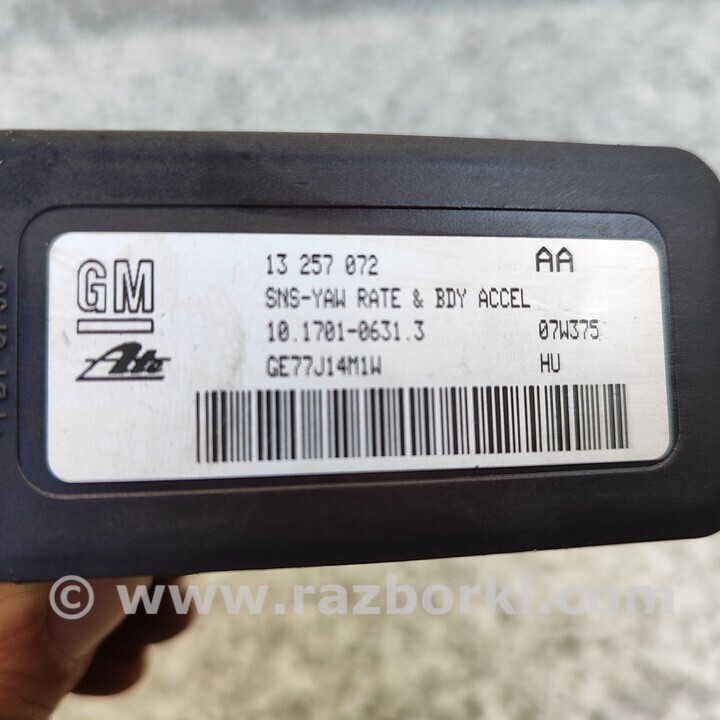 GM
13 257 072 AA
SNS-YAW RATE & BDY ACCEL
10.1701-0631.3 07W375
Ate GE77J14M1W HU
© www.razborki.com